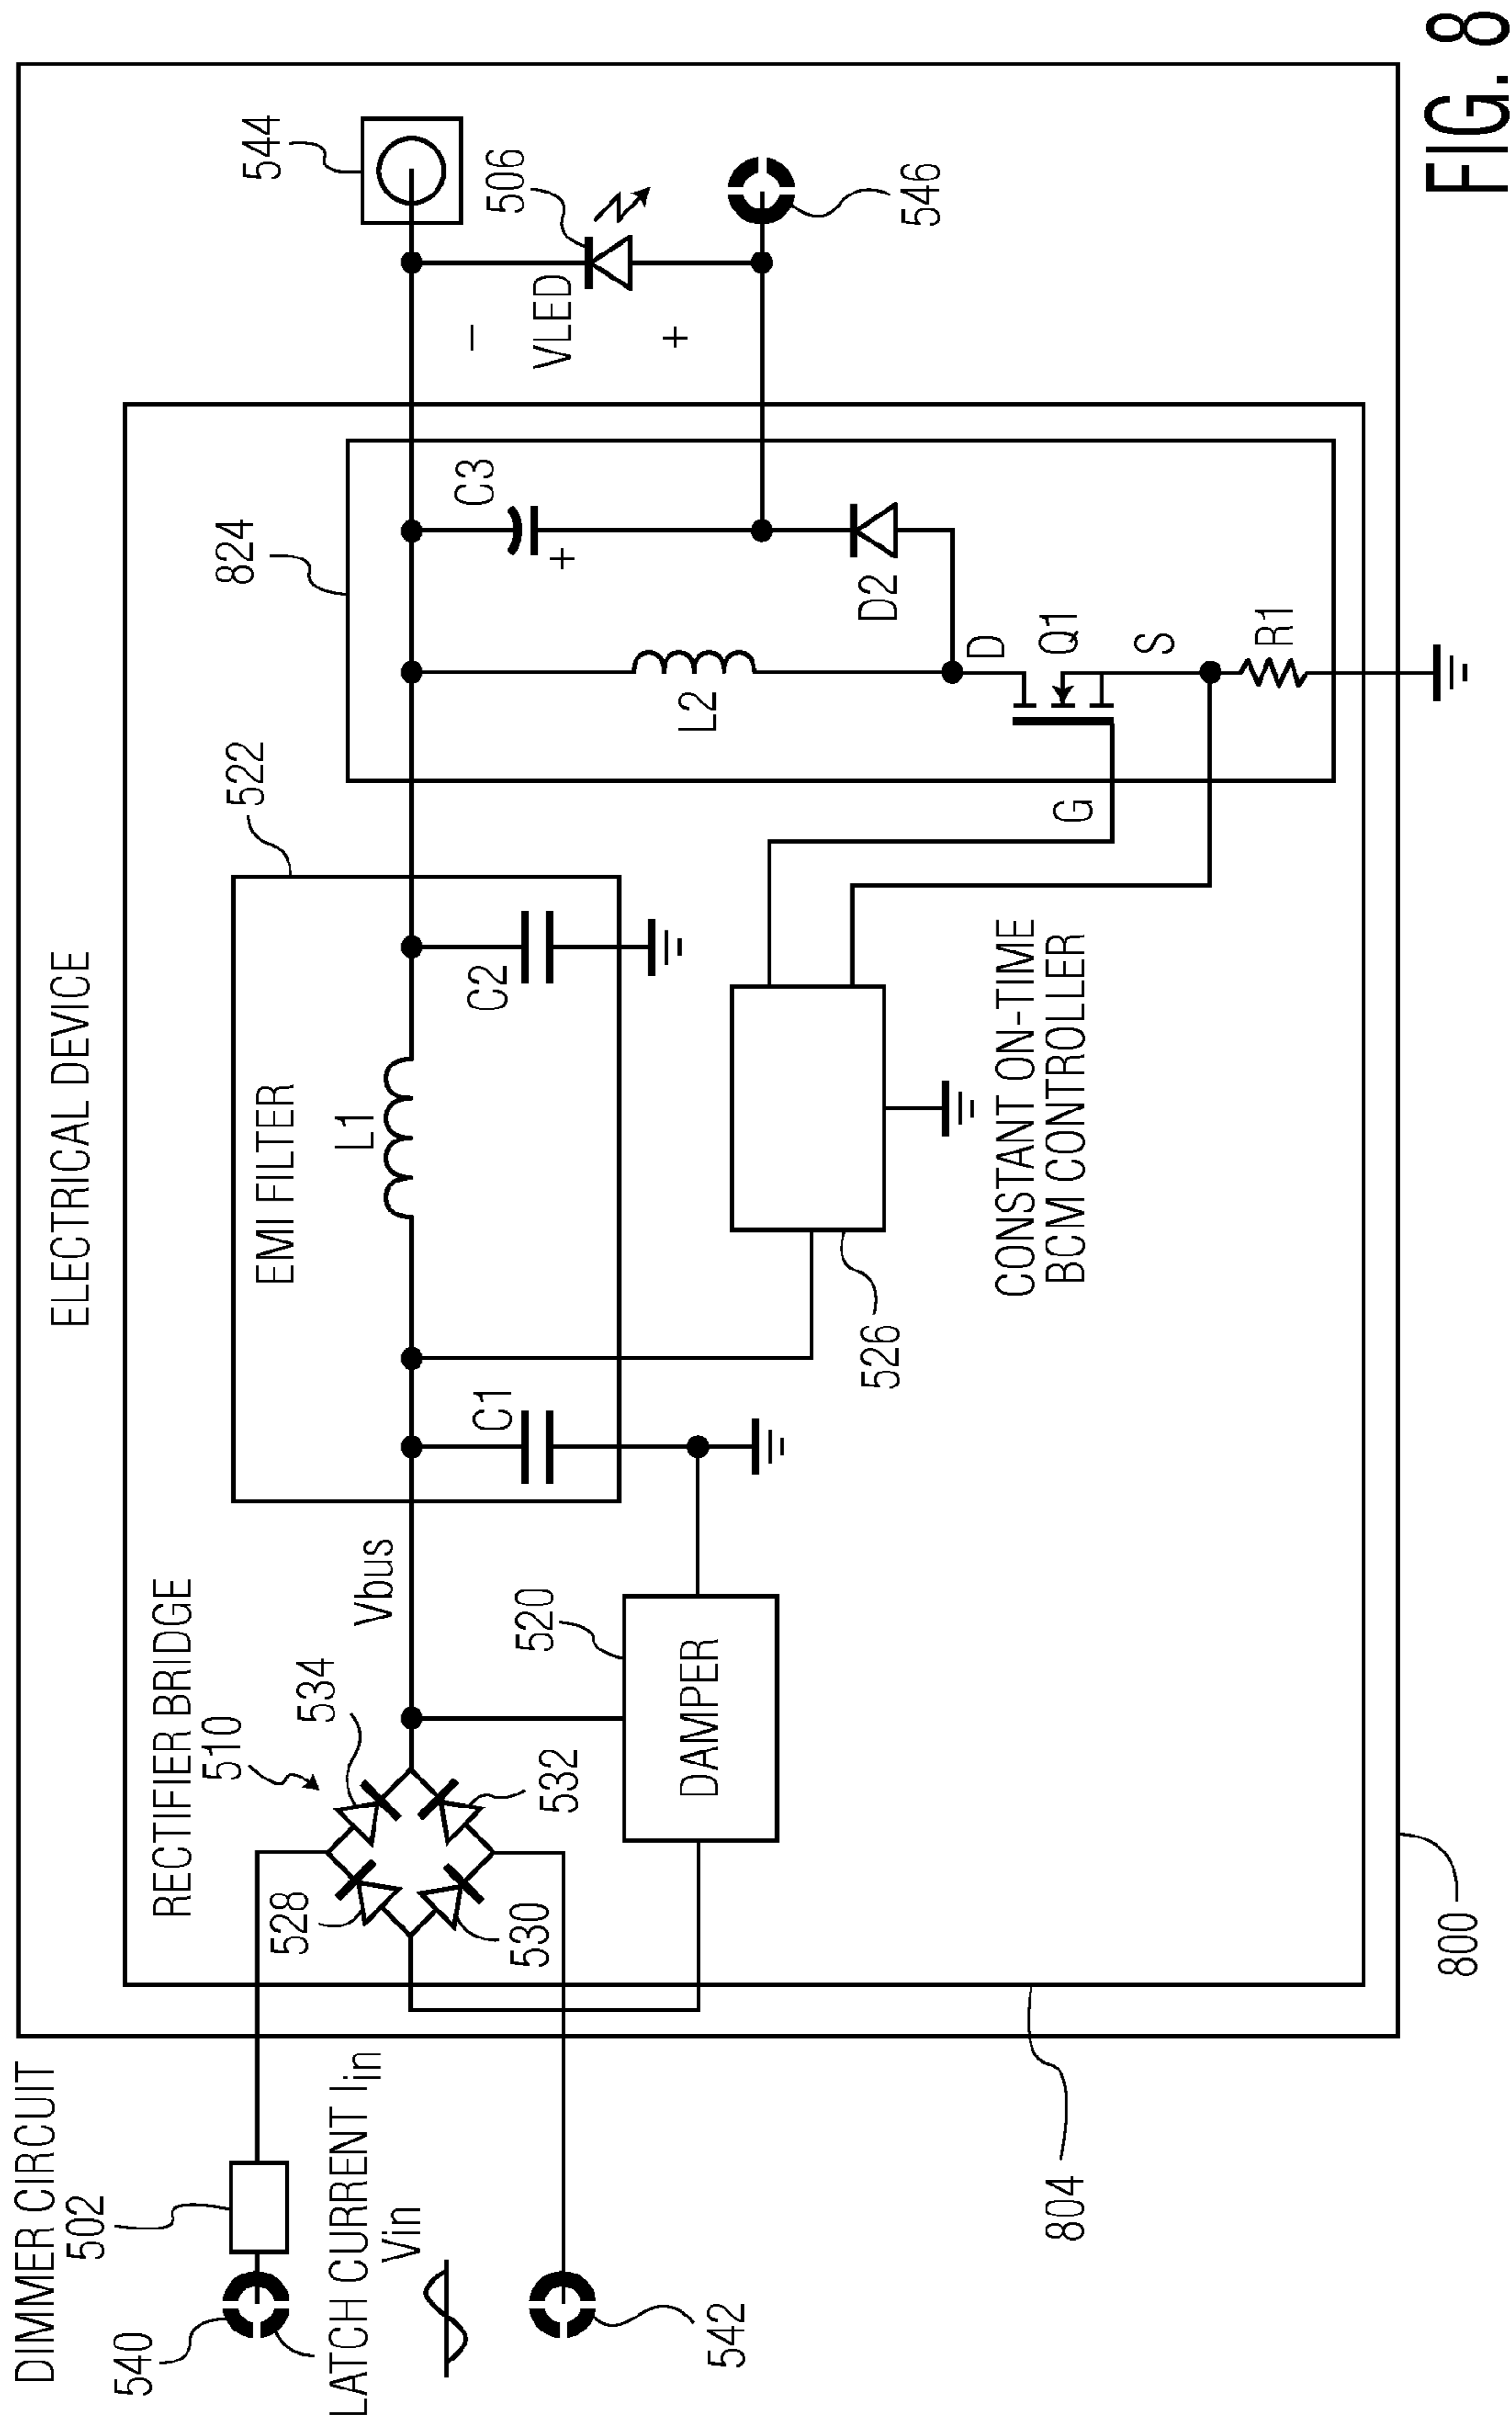 DIMMER CIRCUIT
502
540
LATCH CURRENT Iin
Vin
542
ELECTRICAL DEVICE
RECTIFIER BRIDGE
510
534
528
532
530
Vbus
520
DAMPER
EMI FILTER
522
L1
C1
C2
526
CONSTANT ON-TIME
BCM CONTROLLER
824
C3
+
L2
D2
D
Q1
G
S
R1
544
506
−
VLED
+
546
804
800
FIG. 8